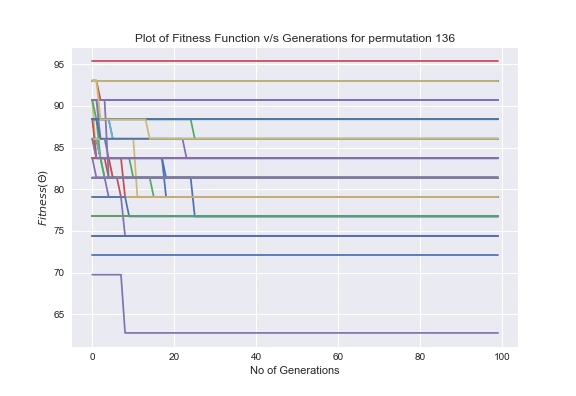 Plot of Fitness Function v/s Generations for permutation 136
95
90
85
80
75
70
65
Fitness(Θ)
0 20 40 60 80 100
No of Generations